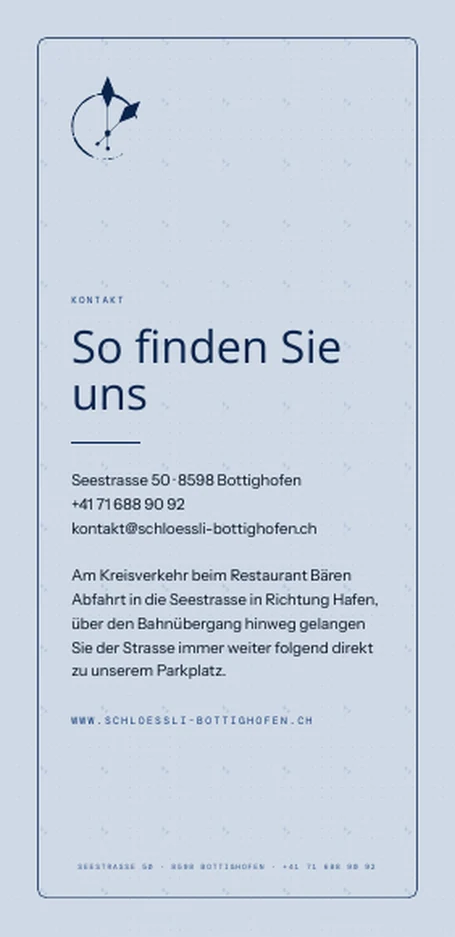 KONTAKT
So finden Sie
uns
Seestrasse 50 · 8598 Bottighofen
+41 71 688 90 92
kontakt@schloessli-bottighofen.ch
Am Kreisverkehr beim Restaurant Bären
Abfahrt in die Seestrasse in Richtung Hafen,
über den Bahnübergang hinweg gelangen
Sie der Strasse immer weiter folgend direkt
zu unserem Parkplatz.
WWW.SCHLOESSLI-BOTTIGHOFEN.CH
SEESTRASSE 50 · 8598 BOTTIGHOFEN · +41 71 688 90 92